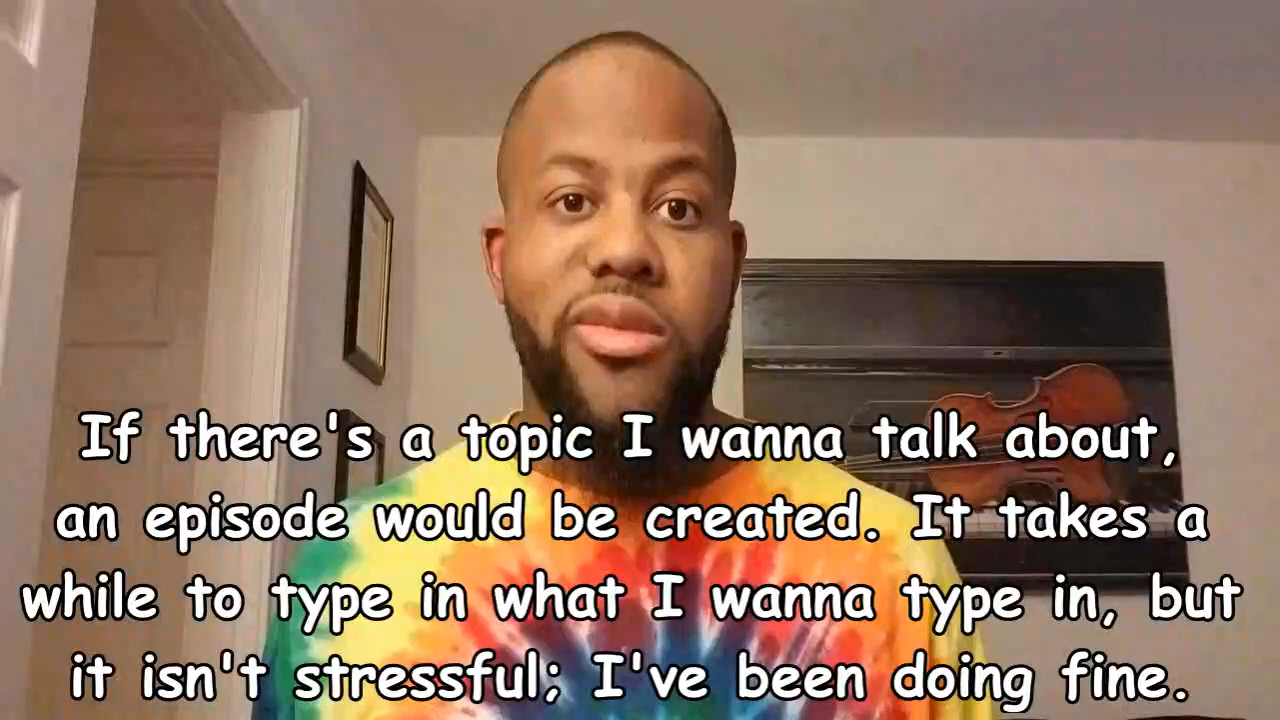 If there's a topic I wanna talk about,
an episode would be created. It takes a
while to type in what I wanna type in, but
it isn't stressful; I've been doing fine.